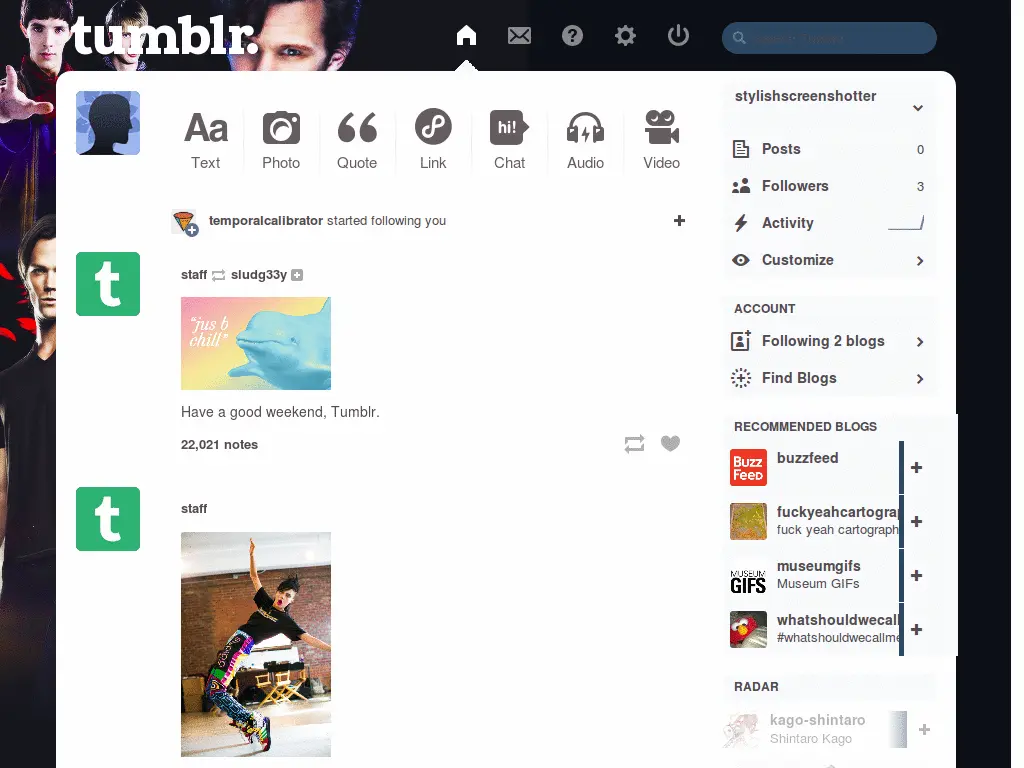 tumblr.
stylishscreenshotter
Aa
hi!
Text
Photo
Quote
Link
Chat
Audio
Video
Posts
0
Followers
3
Activity
Customize
temporalcalibrator started following you
staff sludg33y
t
"jus b
chill"
Have a good weekend, Tumblr.
22,021 notes
staff
t
ACCOUNT
Following 2 blogs
Find Blogs
RECOMMENDED BLOGS
BUZZ
FEED
buzzfeed
fuckyeahcartogra
fuck yeah cartograph
MUSEUM
GIFS
museumgifs
Museum GIFs
whatshouldwecall
#whatshouldwecallme
RADAR
kago-shintaro
Shintaro Kago